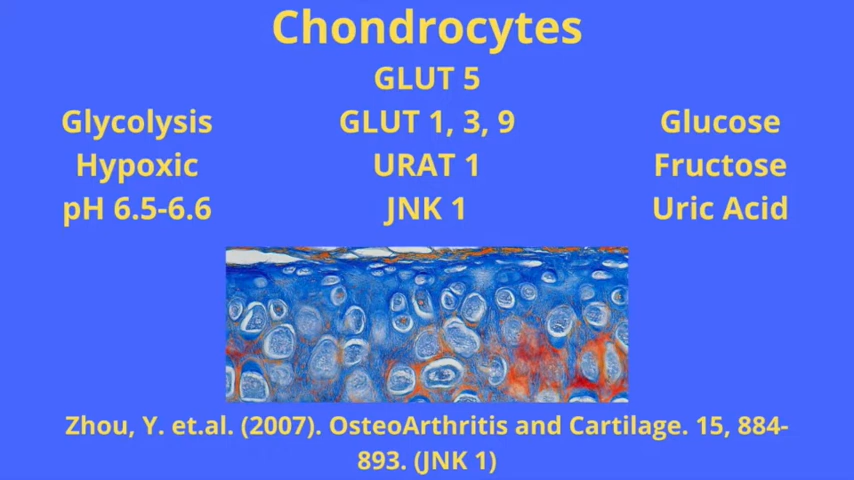 Chondrocytes
GLUT 5
Glycolysis GLUT 1, 3, 9 Glucose
Hypoxic URAT 1 Fructose
pH 6.5-6.6 JNK 1 Uric Acid
Zhou, Y. et.al. (2007). OsteoArthritis and Cartilage. 15, 884-
893. (JNK 1)